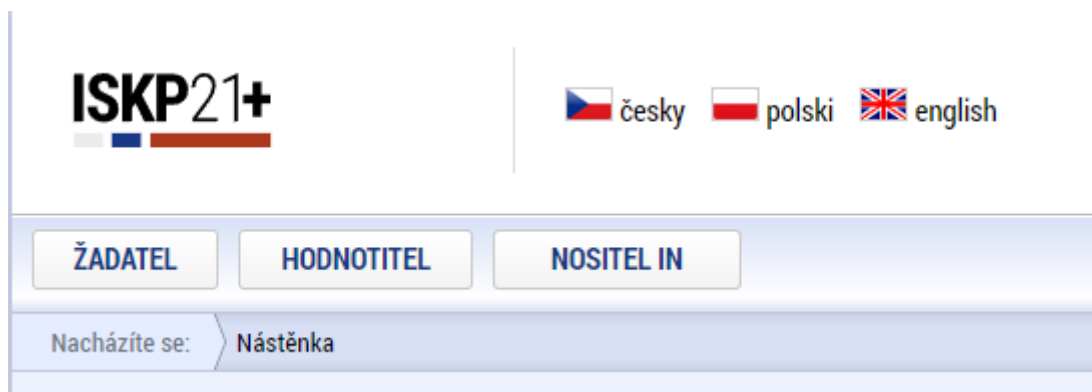 ISKP21+
česky polski english
ŽADATEL HODNOTITEL NOSITEL IN
Nacházíte se: Nástěnka